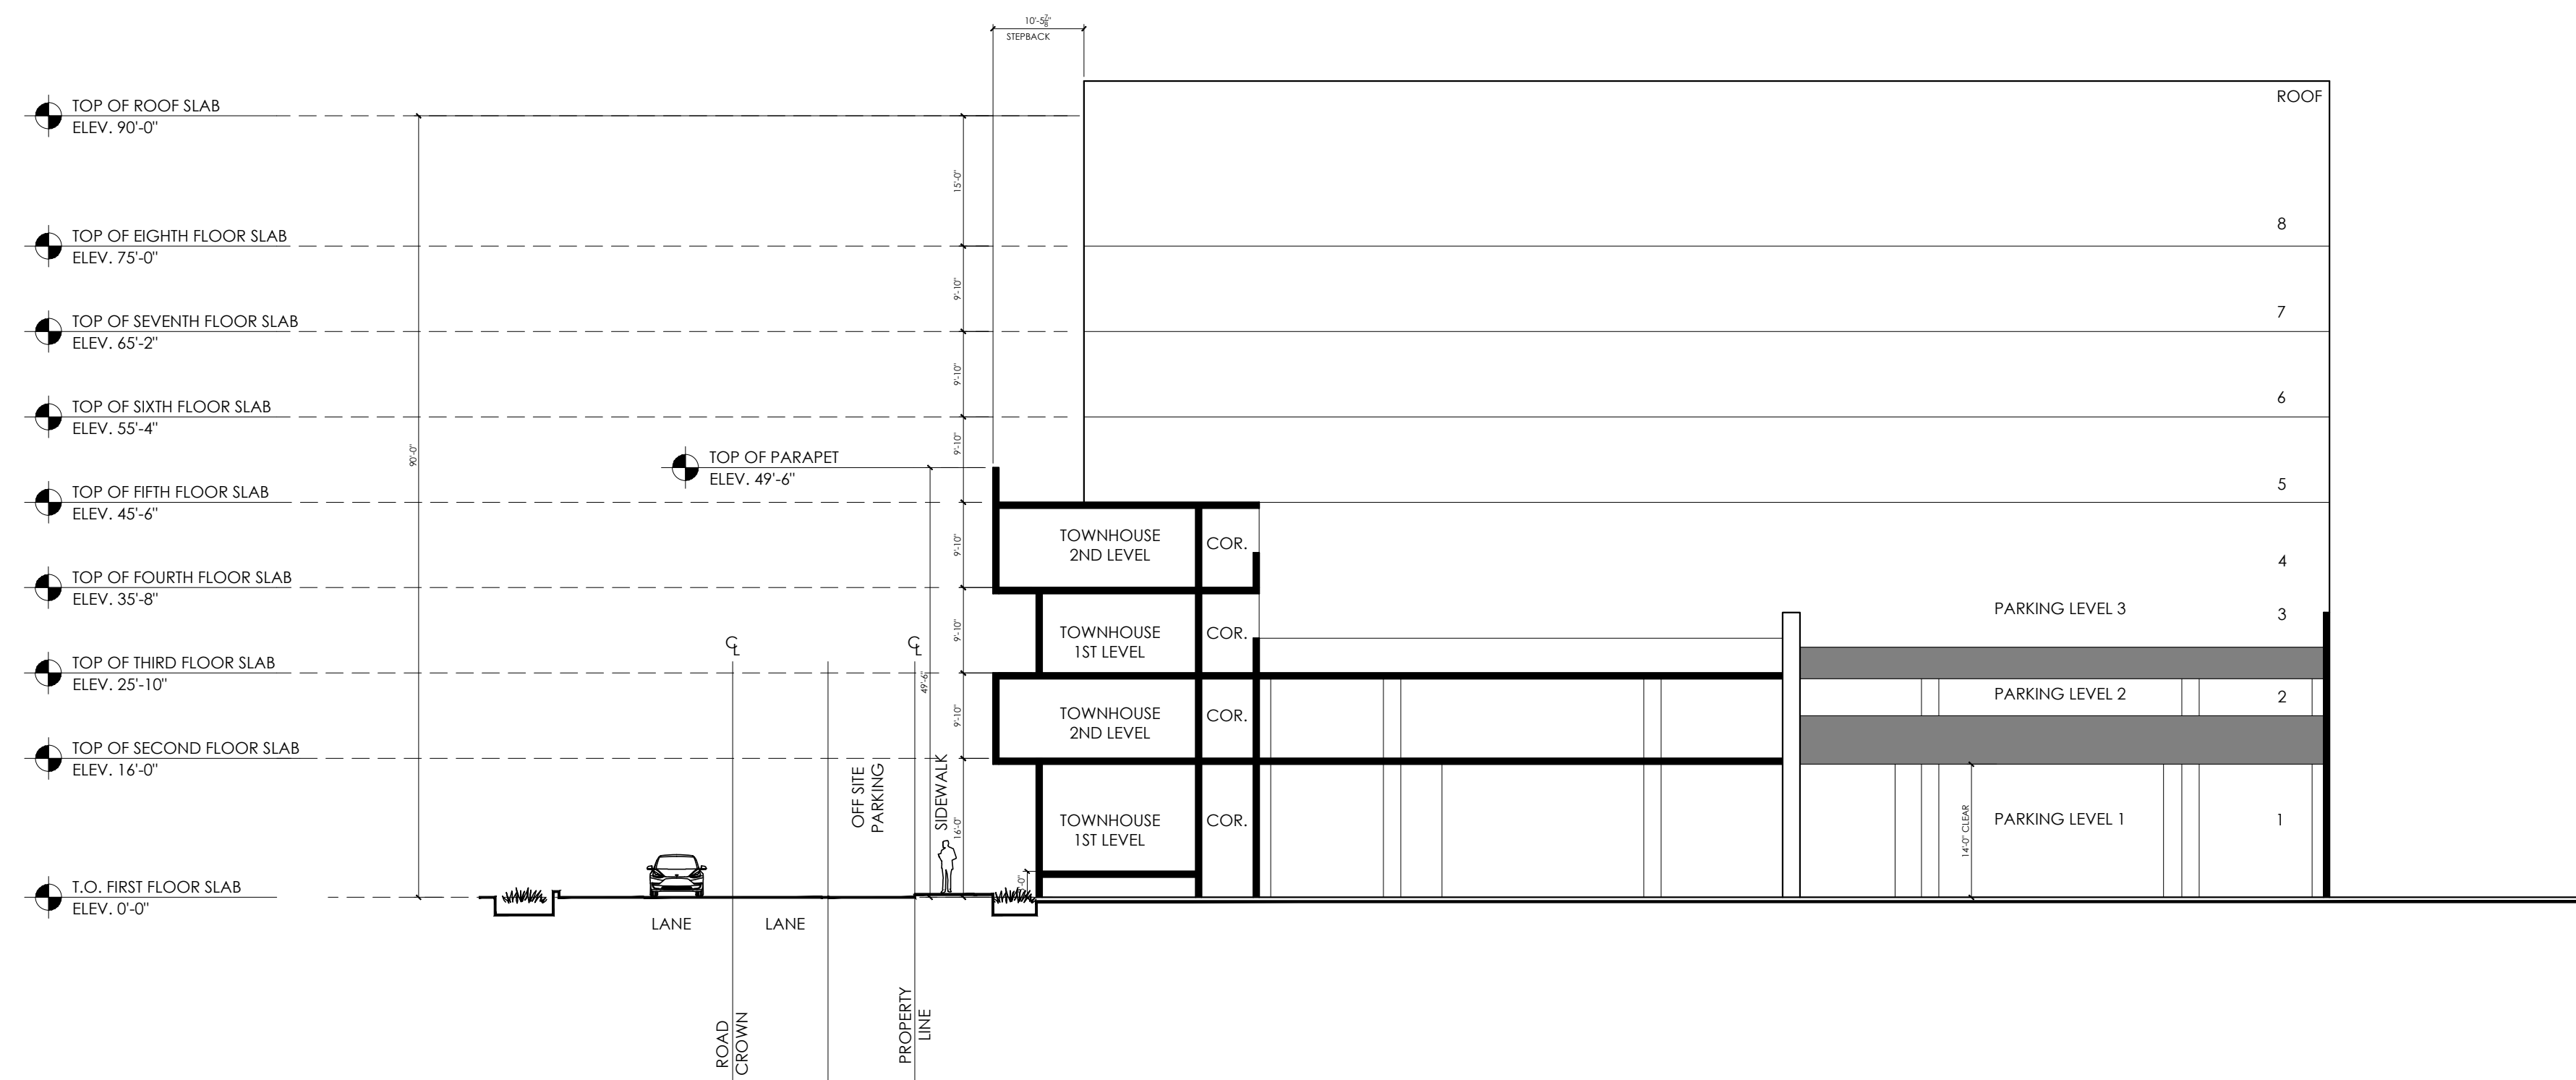 10'-5 7/8"
STEPBACK
TOP OF ROOF SLAB
ELEV. 90'-0"
ROOF
15'-0"
TOP OF EIGHTH FLOOR SLAB
ELEV. 75'-0"
8
9'-10"
TOP OF SEVENTH FLOOR SLAB
ELEV. 65'-2"
7
9'-10"
TOP OF SIXTH FLOOR SLAB
ELEV. 55'-4"
6
90'-0"
9'-10"
TOP OF PARAPET
ELEV. 49'-6"
TOP OF FIFTH FLOOR SLAB
ELEV. 45'-6"
5
9'-10"
TOWNHOUSE
2ND LEVEL
COR.
4
TOP OF FOURTH FLOOR SLAB
ELEV. 35'-8"
9'-10"
TOWNHOUSE
1ST LEVEL
COR.
PARKING LEVEL 3
3
CL
CL
TOP OF THIRD FLOOR SLAB
ELEV. 25'-10"
49'-6"
9'-10"
TOWNHOUSE
2ND LEVEL
COR.
PARKING LEVEL 2
2
TOP OF SECOND FLOOR SLAB
ELEV. 16'-0"
OFF SITE
PARKING
SIDEWALK
16'-0"
TOWNHOUSE
1ST LEVEL
COR.
14'-0" CLEAR
PARKING LEVEL 1
1
T.O. FIRST FLOOR SLAB
ELEV. 0'-0"
LANE
LANE
ROAD
CROWN
PROPERTY
LINE